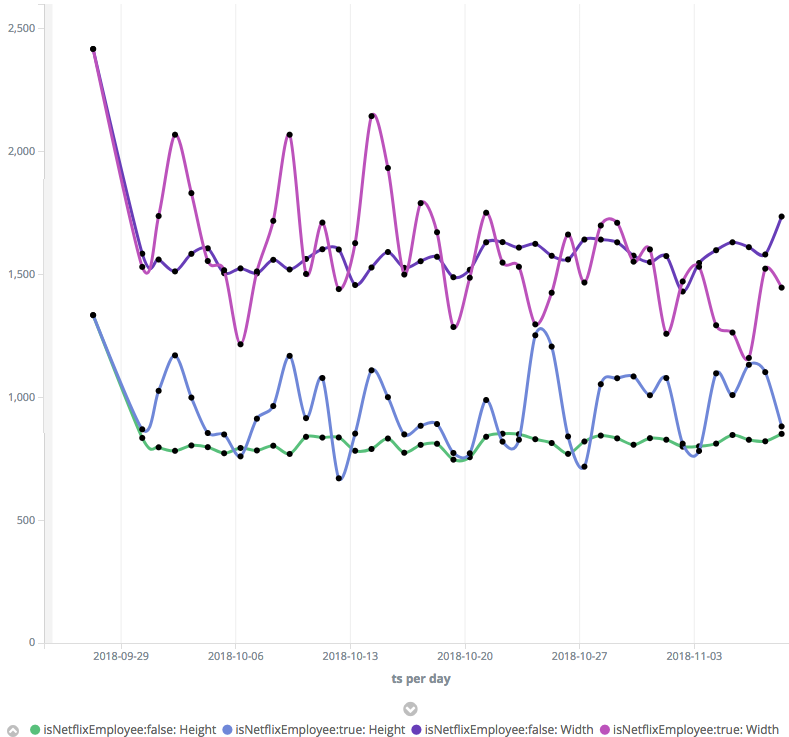 2,500
2,000
1,500
1,000
500
0
2018-09-29 2018-10-06 2018-10-13 2018-10-20 2018-10-27 2018-11-03
ts per day
isNetflixEmployee:false: Height isNetflixEmployee:true: Height isNetflixEmployee:false: Width isNetflixEmployee:true: Width